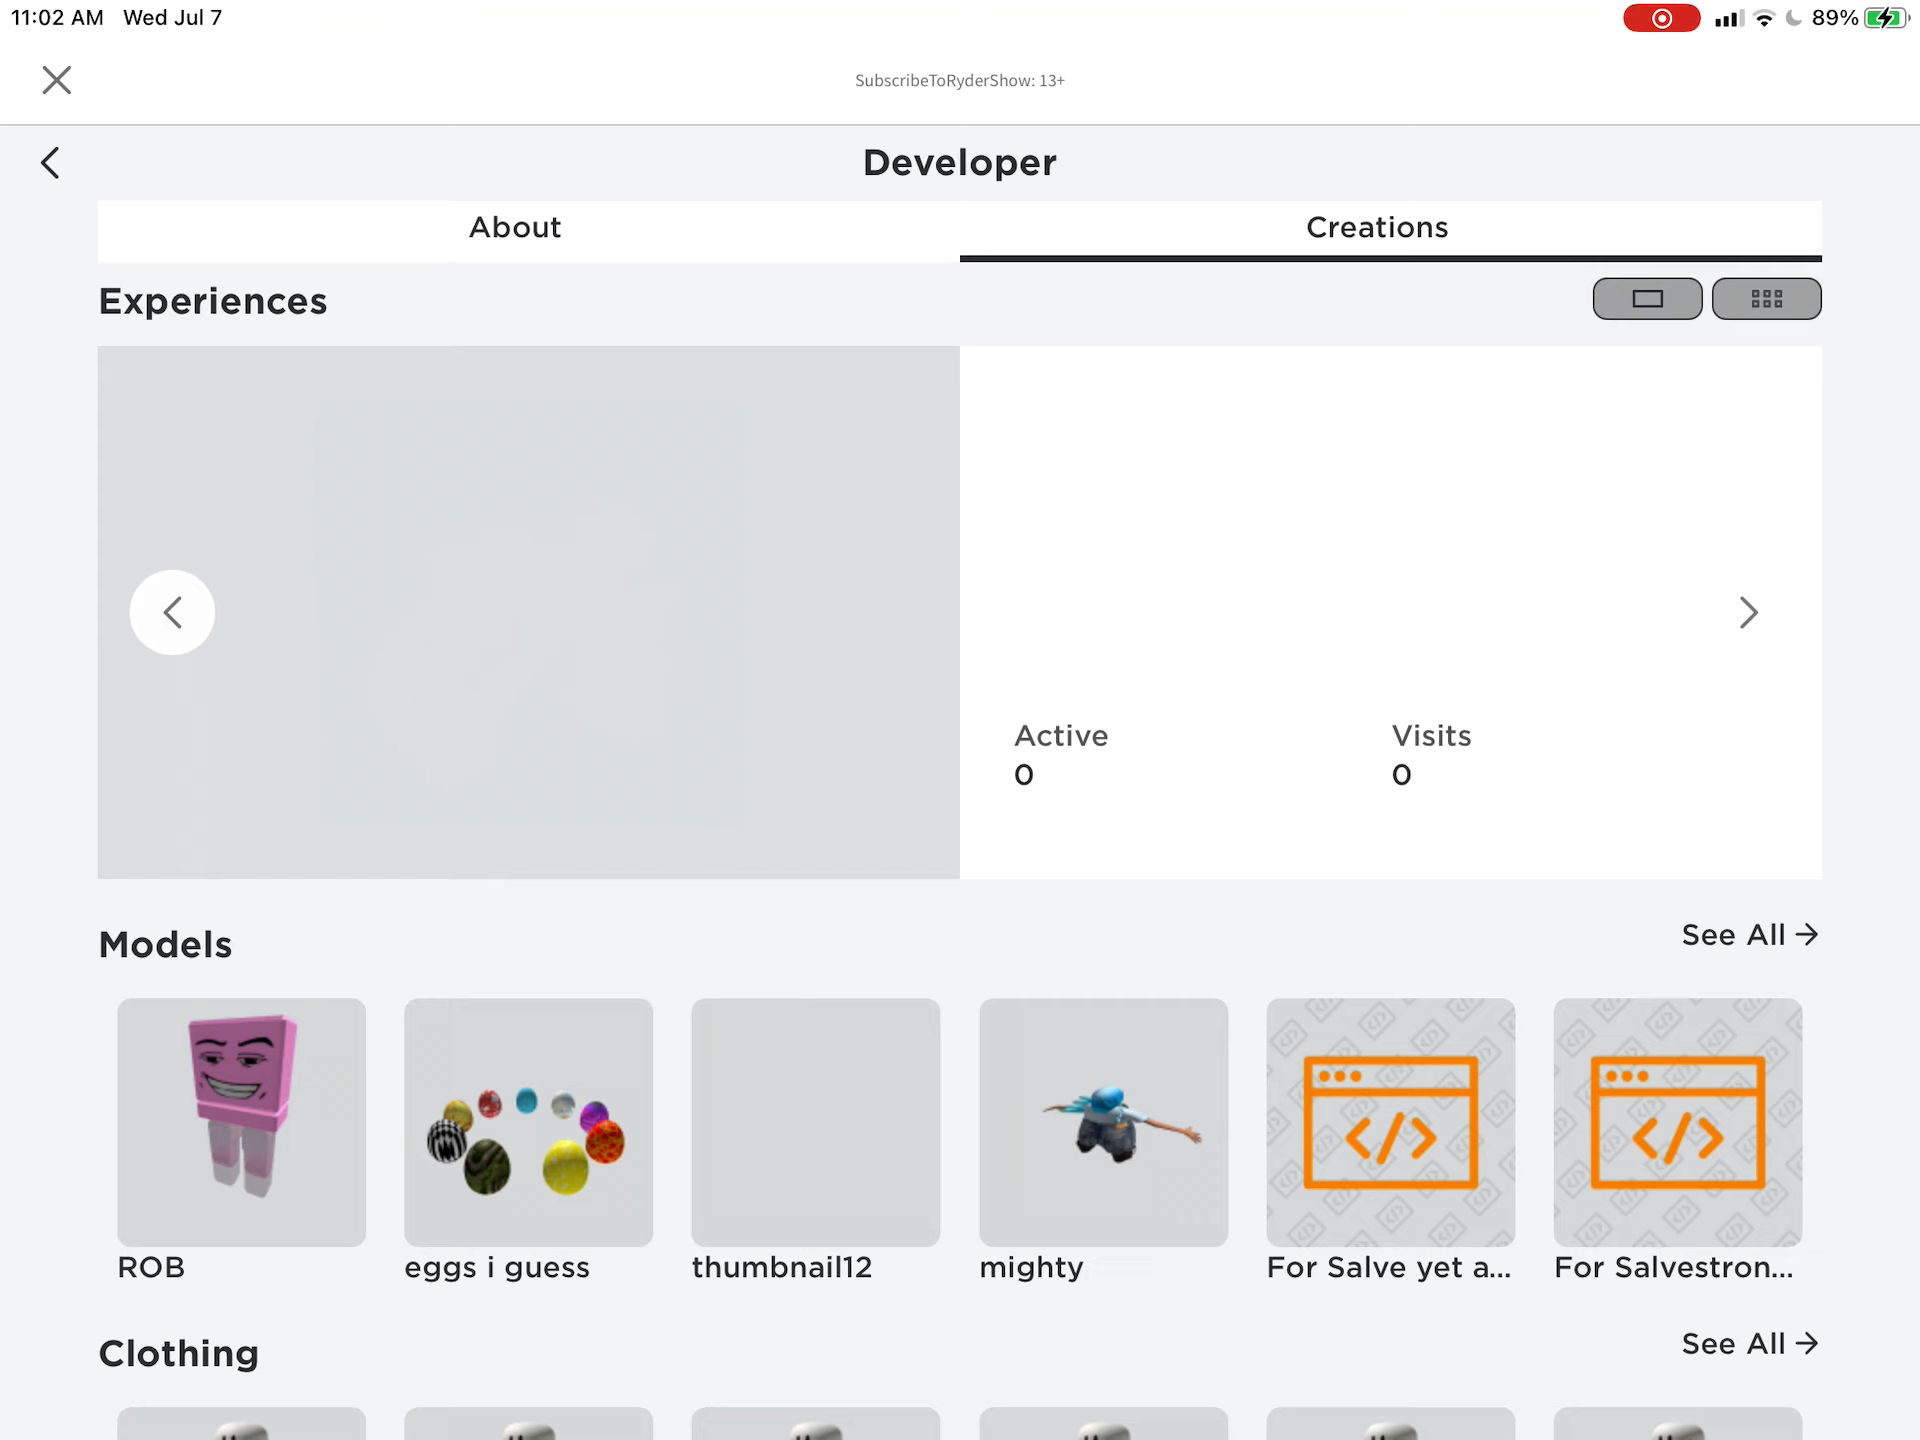 11:02 AM Wed Jul 7
89%
SubscribeToRyderShow: 13+
Developer
About
Creations
Experiences
Active
Visits
0
0
Models
See All
ROB
eggs i guess
thumbnail12
mighty
For Salve yet a...
For Salvestron...
Clothing
See All